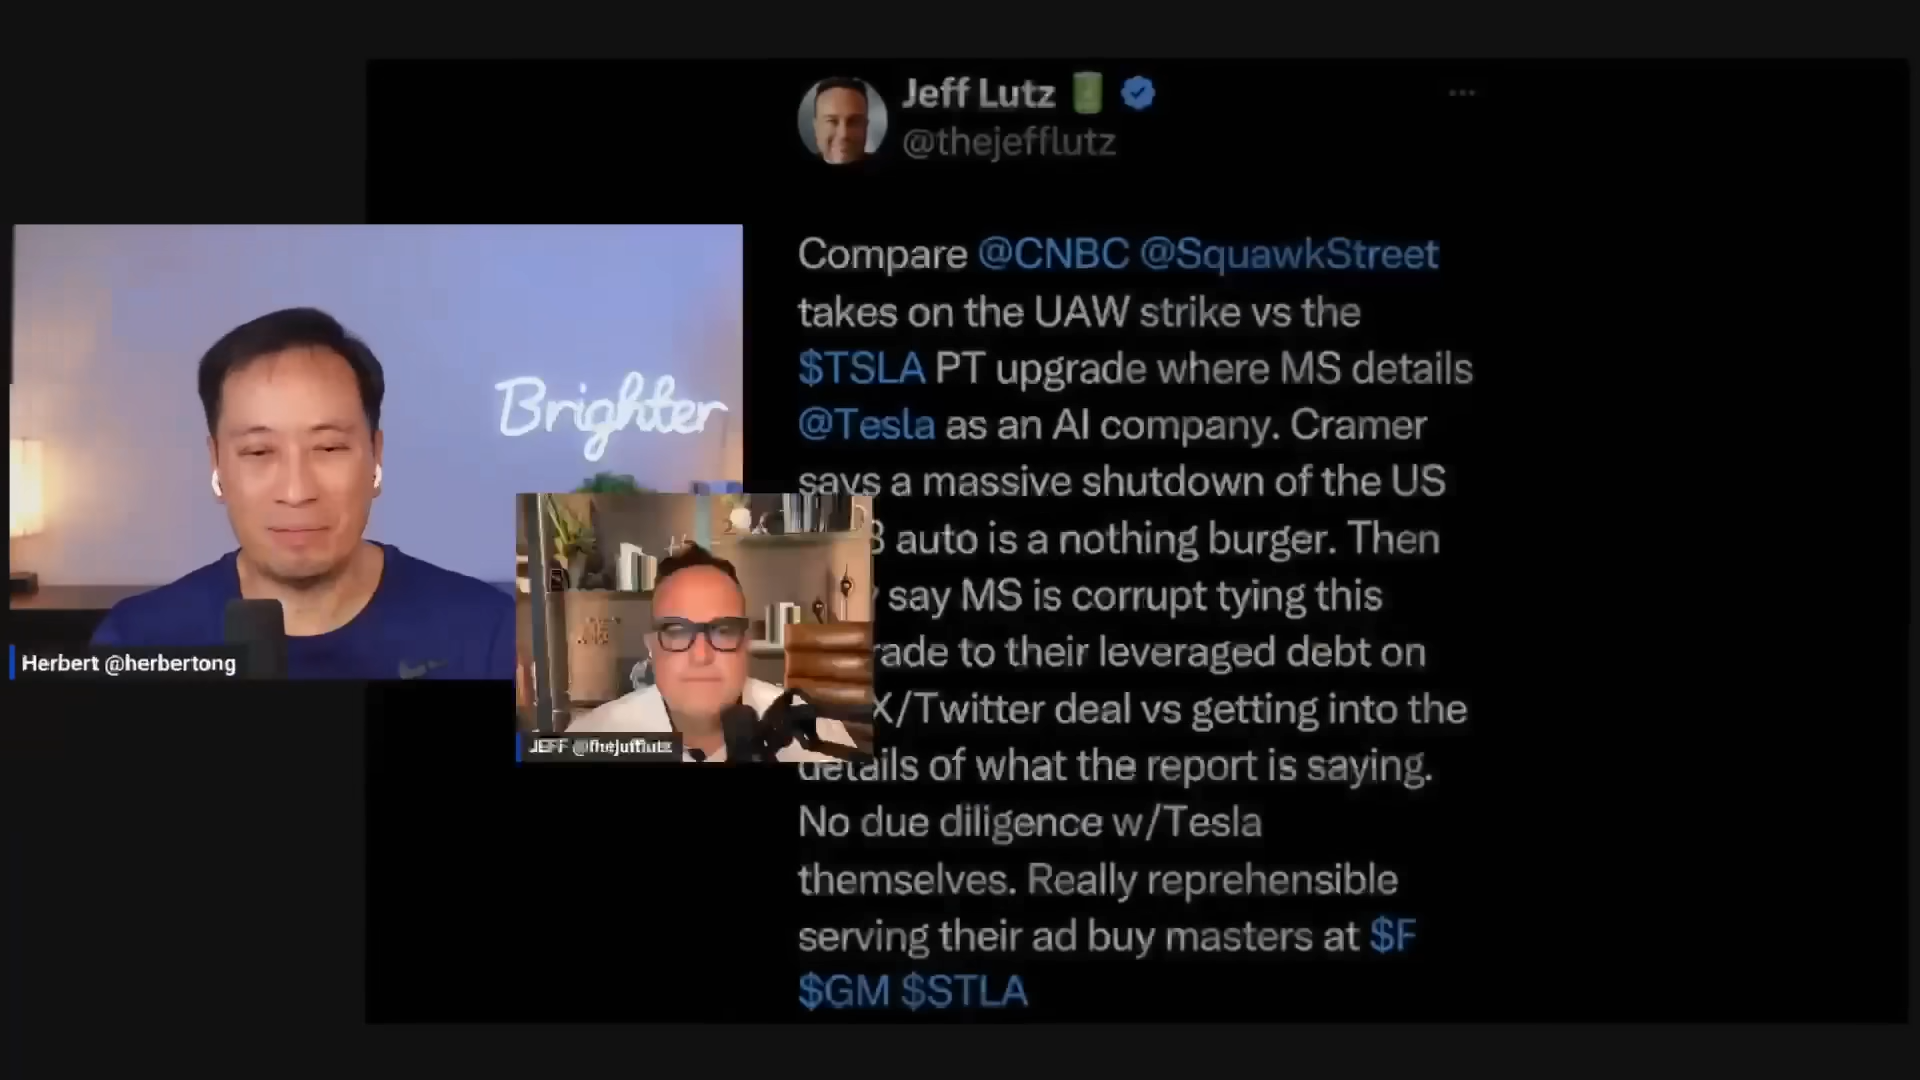 Jeff Lutz
@thejefflutz
Compare @CNBC @SquawkStreet
takes on the UAW strike vs the
$TSLA PT upgrade where MS details
@Tesla as an AI company. Cramer
says a massive shutdown of the US
auto is a nothing burger. Then
say MS is corrupt tying this
rade to their leveraged debt on
X/Twitter deal vs getting into the
details of what the report is saying.
No due diligence w/Tesla
themselves. Really reprehensible
serving their ad buy masters at $F
$GM $STLA
Brighter
Herbert @herbertong
JEFF @thejefflutz